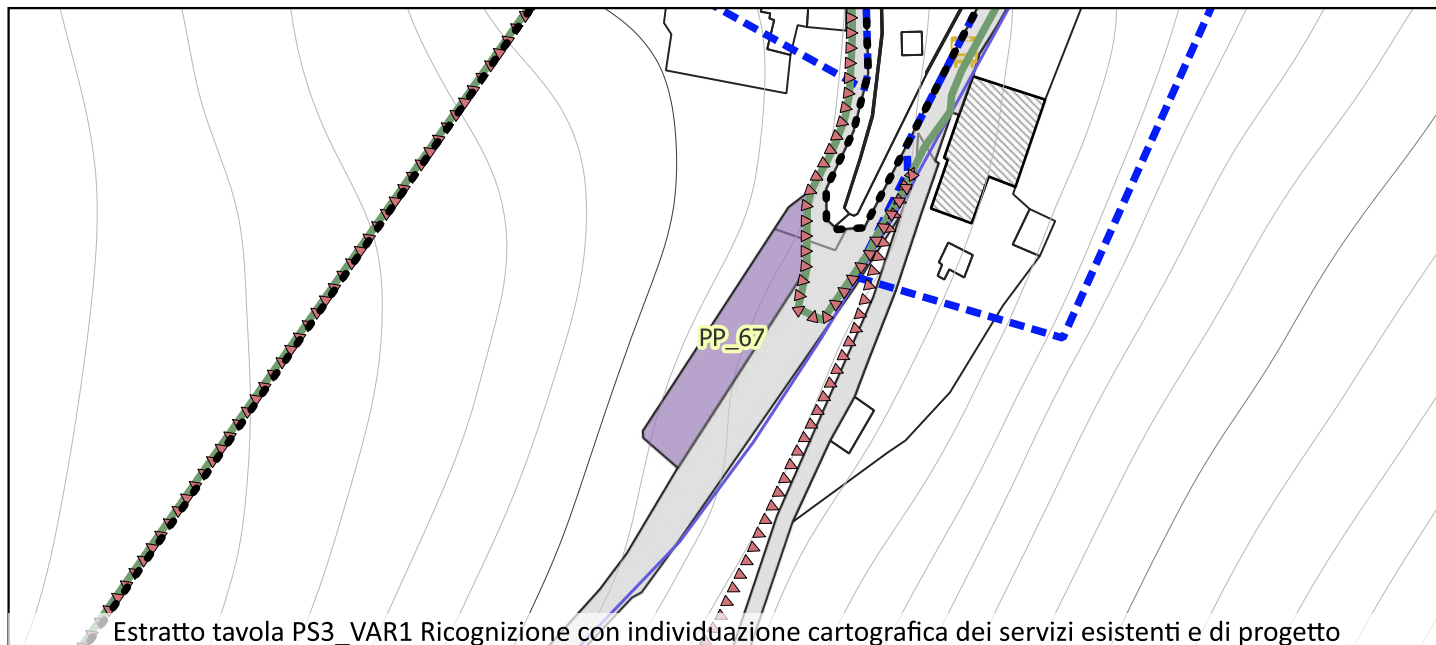 PP_67
Estratto tavola PS3_VAR1 Ricognizione con individuazione cartografica dei servizi esistenti e di progetto